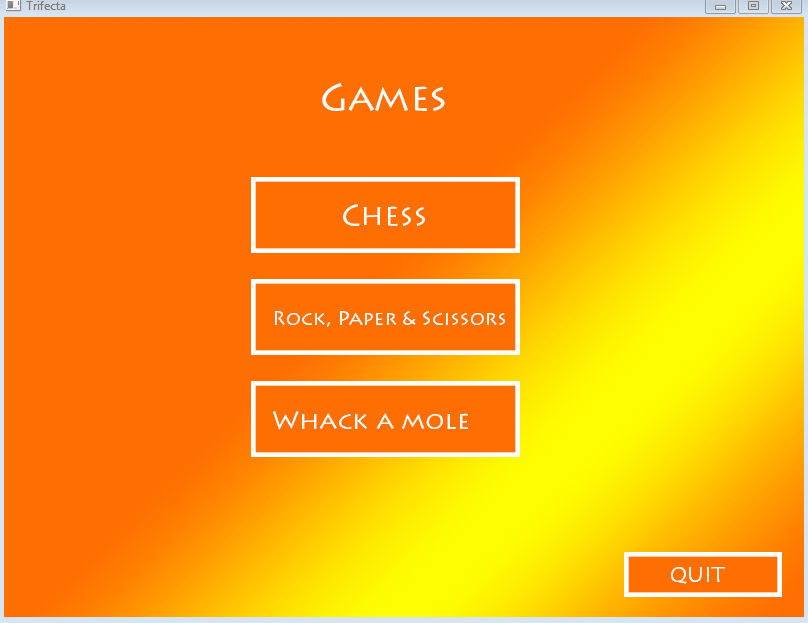 Trifecta
Games
Chess
Rock, Paper & Scissors
Whack a mole
QUIT